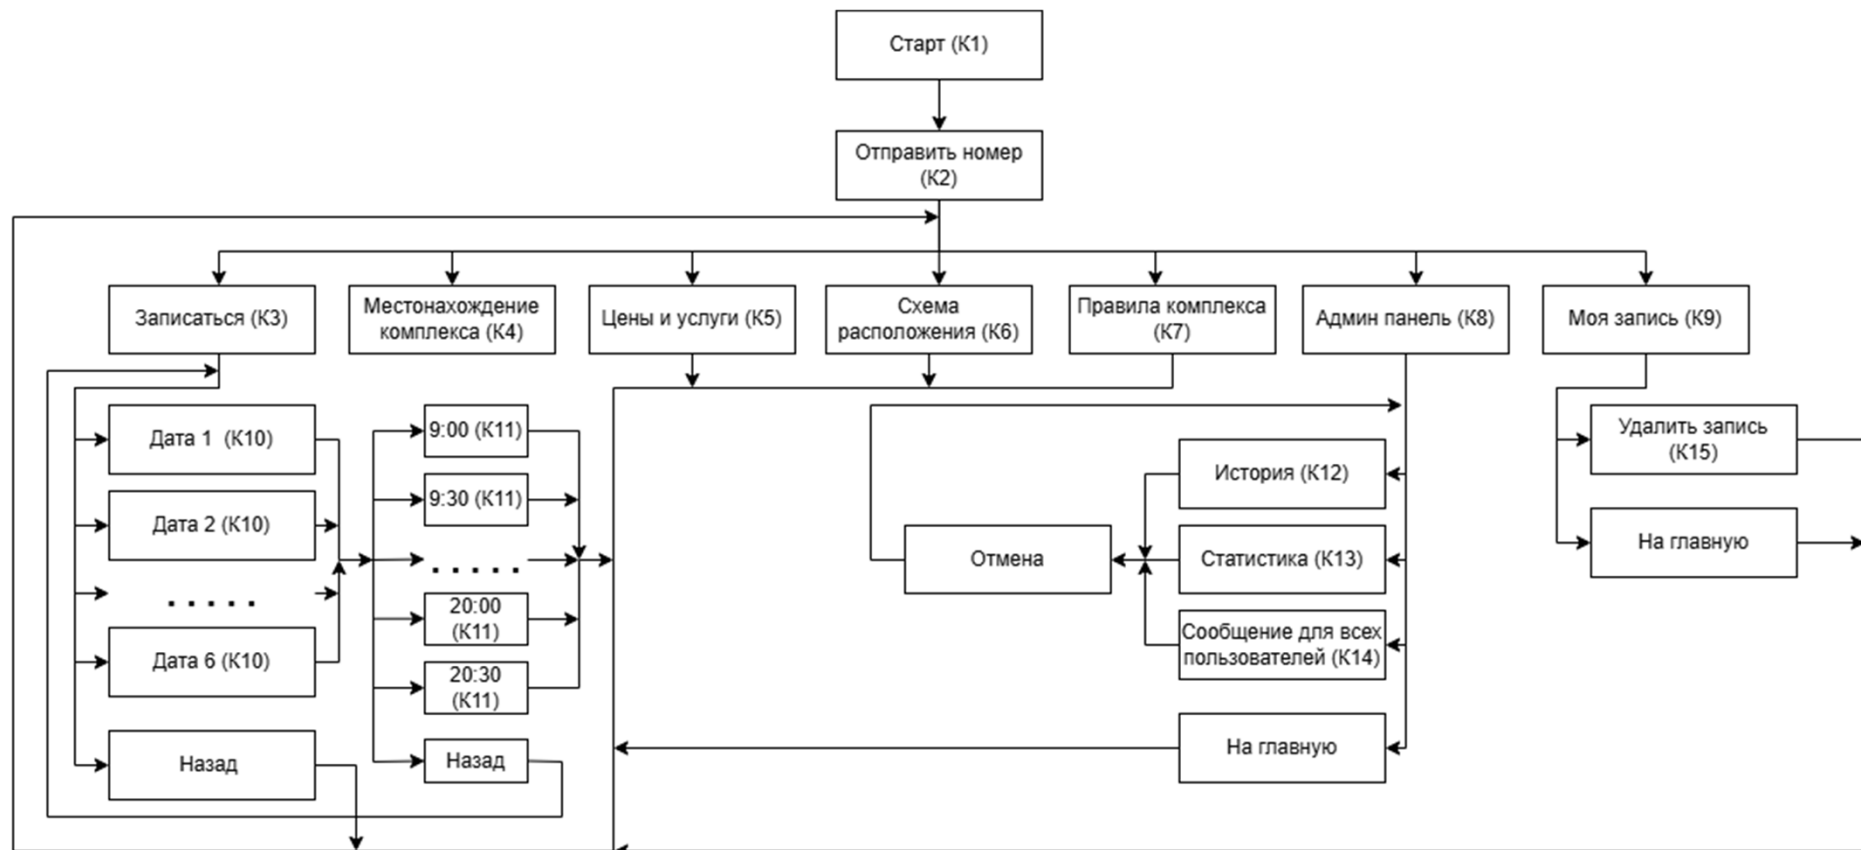 Старт (К1)
Отправить номер
(К2)
Записаться (К3)
Местонахождение
комплекса (К4)
Цены и услуги (К5)
Схема
расположения (К6)
Правила комплекса
(К7)
Админ панель (К8)
Моя запись (К9)
Дата 1 (К10)
Дата 2 (К10)
. . . . .
Дата 6 (К10)
Назад
9:00 (К11)
9:30 (К11)
. . . . .
20:00
(К11)
20:30
(К11)
Назад
Отмена
История (К12)
Статистика (К13)
Сообщение для всех
пользователей (К14)
На главную
Удалить запись
(К15)
На главную